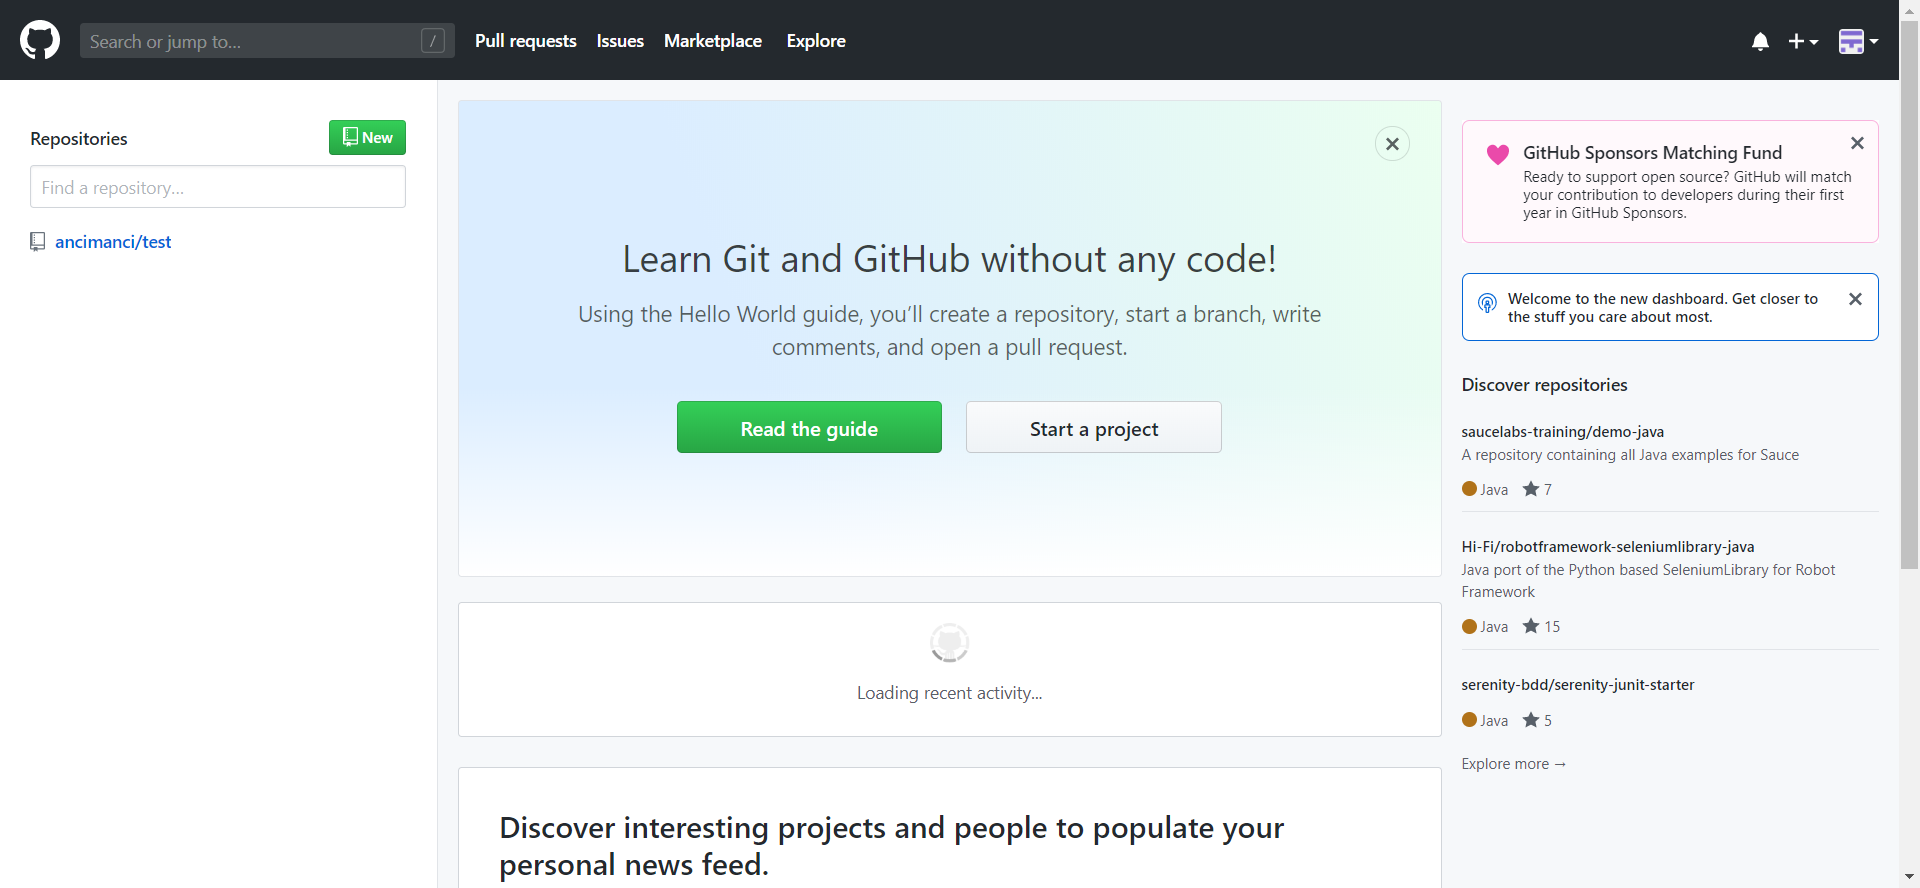 Search or jump to...
/
Pull requests
Issues
Marketplace
Explore
Repositories
New
Find a repository...
ancimanci/test
Learn Git and GitHub without any code!
Using the Hello World guide, you’ll create a repository, start a branch, write
comments, and open a pull request.
Read the guide
Start a project
Loading recent activity...
Discover interesting projects and people to populate your
personal news feed.
GitHub Sponsors Matching Fund
Ready to support open source? GitHub will match
your contribution to developers during their first
year in GitHub Sponsors.
Welcome to the new dashboard. Get closer to
the stuff you care about most.
Discover repositories
saucelabs-training/demo-java
A repository containing all Java examples for Sauce
Java 7
Hi-Fi/robotframework-seleniumlibrary-java
Java port of the Python based SeleniumLibrary for Robot
Framework
Java 15
serenity-bdd/serenity-junit-starter
Java 5
Explore more →